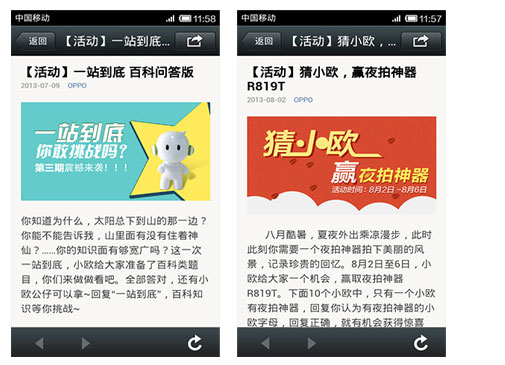 中国移动 11:58
返回 【活动】一站到底...
【活动】一站到底 百科问答版
2013-07-09 OPPO
一站到底
你敢挑战吗?
第三期震撼来袭!!!
你知道为什么，太阳总下到山的那一边?
你能不能告诉我，山里面有没有住着神
仙? ......你的知识面有够宽广吗? 这一次
一站到底，小欧给大家准备了百科类题
目，你们来做做看吧。全部答对，还有小
欧公仔可以拿~回复“一站到底”，百科知
识等你挑战~
中国移动 11:57
返回 【活动】猜小欧，...
【活动】猜小欧，赢夜拍神器
R819T
2013-08-02 OPPO
猜小欧
赢夜拍神器
活动时间: 8月2日-8月6日
八月酷暑，夏夜外出乘凉漫步，此时
此刻你需要一个夜拍神器拍下美丽的风
景，记录珍贵的回忆。8月2日至6日，小
欧给大家一个机会，赢取夜拍神器
R819T。下面10个小欧中，只有一个小欧
有夜拍神器，回复你认为有夜拍神器的小
欧字母，回复正确，就有机会获得惊喜